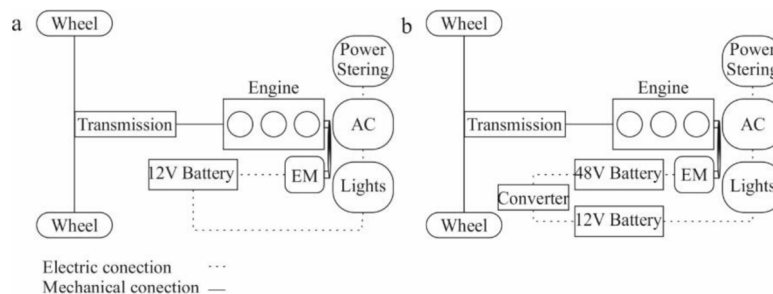 a
Wheel
Transmission
Engine
Power
Stering
AC
12V Battery
EM
Lights
Wheel
b
Wheel
Transmission
Engine
Power
Stering
AC
48V Battery
EM
Lights
Converter
12V Battery
Wheel
Electric conection
Mechanical conection